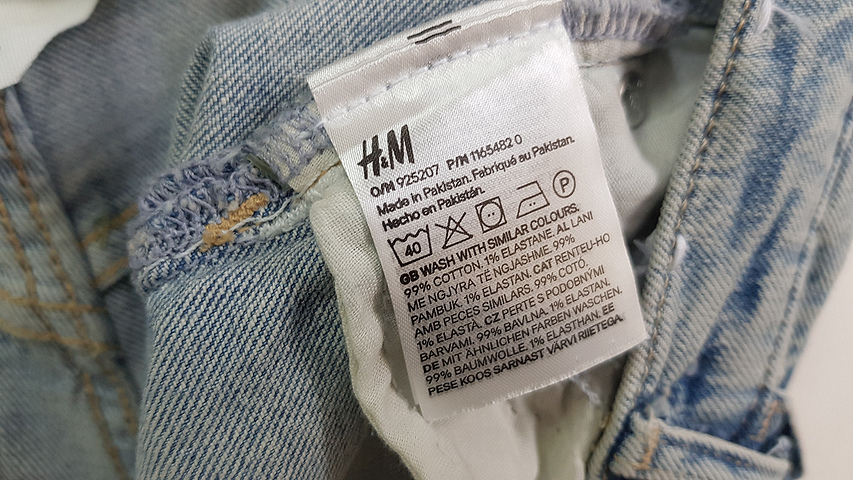 H&M
O/N 925207 P/N 1165482 0
Made in Pakistan. Fabriqué au Pakistan.
Hecho en Pakistán.
40 P
GB WASH WITH SIMILAR COLOURS.
99% COTTON, 1% ELASTANE. AL LANI
ME NGJYRA TË NGJASHME. 99%
PAMBUK, 1% ELASTAN. CAT RENTEU-HO
AMB PECES SIMILARS. 99% COTÓ,
1% ELASTÀ. CZ PERTE S PODOBNÝMI
BARVAMI. 99% BAVLNA, 1% ELASTAN.
DE MIT ÄHNLICHEN FARBEN WASCHEN.
99% BAUMWOLLE, 1% ELASTHAN. EE
PESE KOOS SARNAST VÄRVI RIIETEGA.